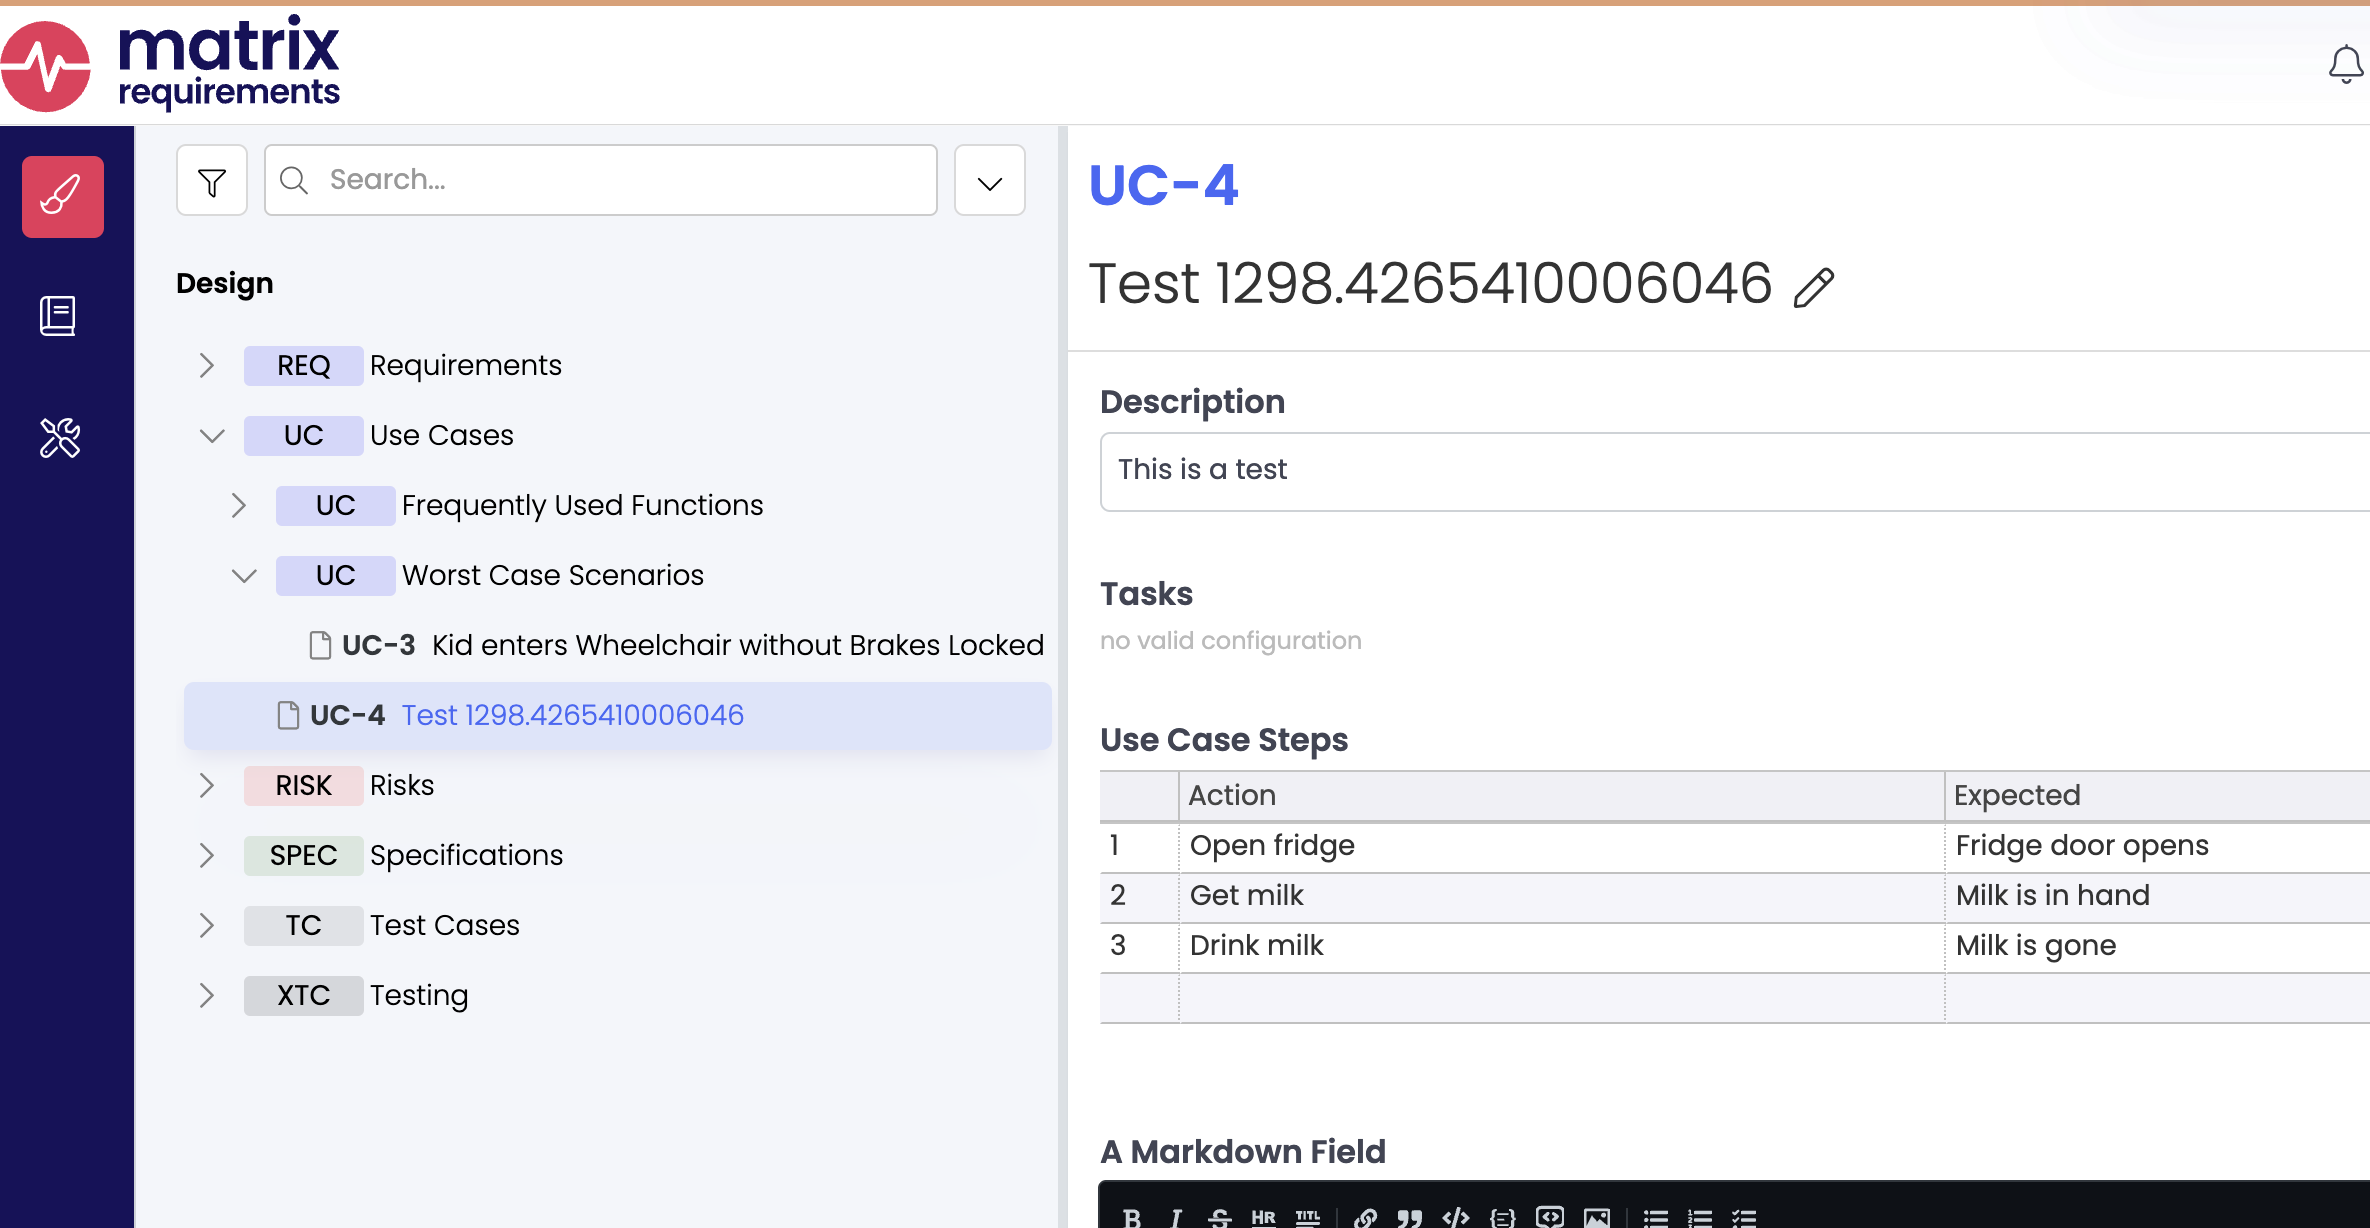 matrix
requirements
Search...
Design
REQ Requirements
UC Use Cases
UC Frequently Used Functions
UC Worst Case Scenarios
UC-3 Kid enters Wheelchair without Brakes Locked
UC-4 Test 1298.4265410006046
RISK Risks
SPEC Specifications
TC Test Cases
XTC Testing
UC-4
Test 1298.4265410006046
Description
This is a test
Tasks
no valid configuration
Use Case Steps
Action Expected
1 Open fridge Fridge door opens
2 Get milk Milk is in hand
3 Drink milk Milk is gone
A Markdown Field
B I S HR TITL